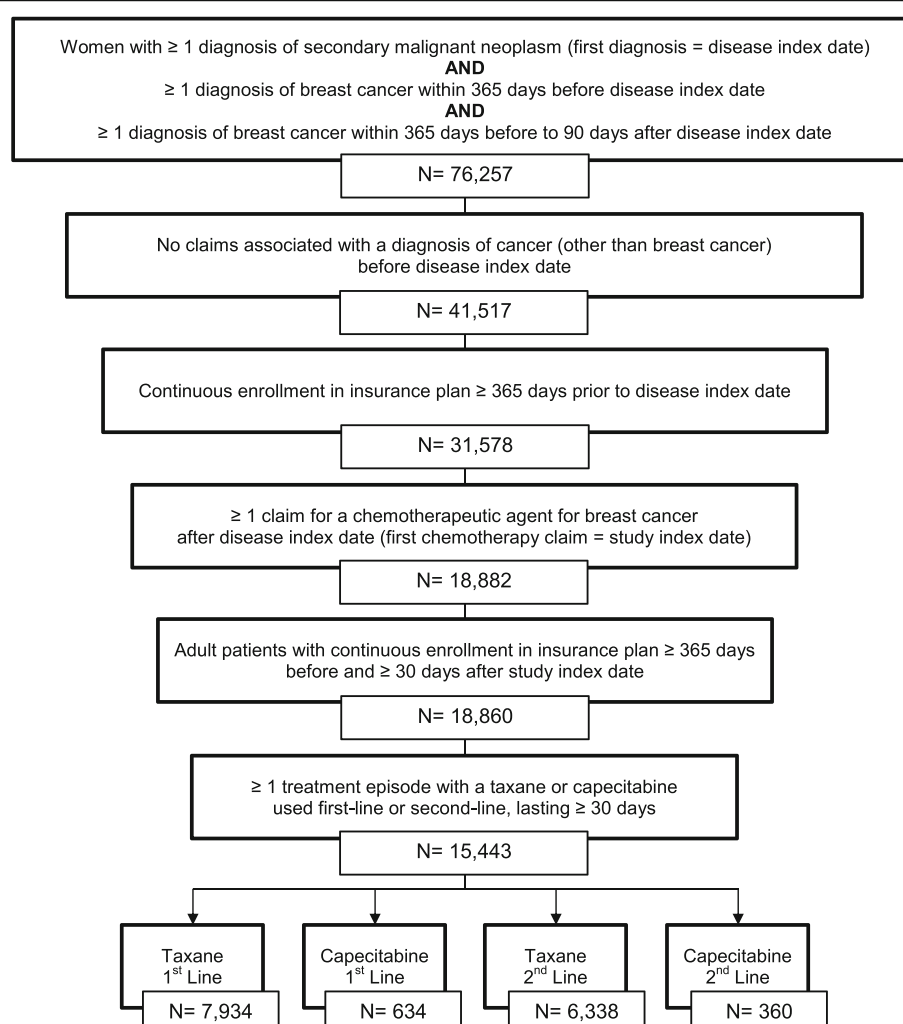 Women with ≥ 1 diagnosis of secondary malignant neoplasm (first diagnosis = disease index date)
AND
≥ 1 diagnosis of breast cancer within 365 days before disease index date
AND
≥ 1 diagnosis of breast cancer within 365 days before to 90 days after disease index date
N= 76,257
No claims associated with a diagnosis of cancer (other than breast cancer)
before disease index date
N= 41,517
Continuous enrollment in insurance plan ≥ 365 days prior to disease index date
N= 31,578
≥ 1 claim for a chemotherapeutic agent for breast cancer
after disease index date (first chemotherapy claim = study index date)
N= 18,882
Adult patients with continuous enrollment in insurance plan ≥ 365 days
before and ≥ 30 days after study index date
N= 18,860
≥ 1 treatment episode with a taxane or capecitabine
used first-line or second-line, lasting ≥ 30 days
N= 15,443
Taxane
1st Line
N= 7,934
Capecitabine
1st Line
N= 634
Taxane
2nd Line
N= 6,338
Capecitabine
2nd Line
N= 360